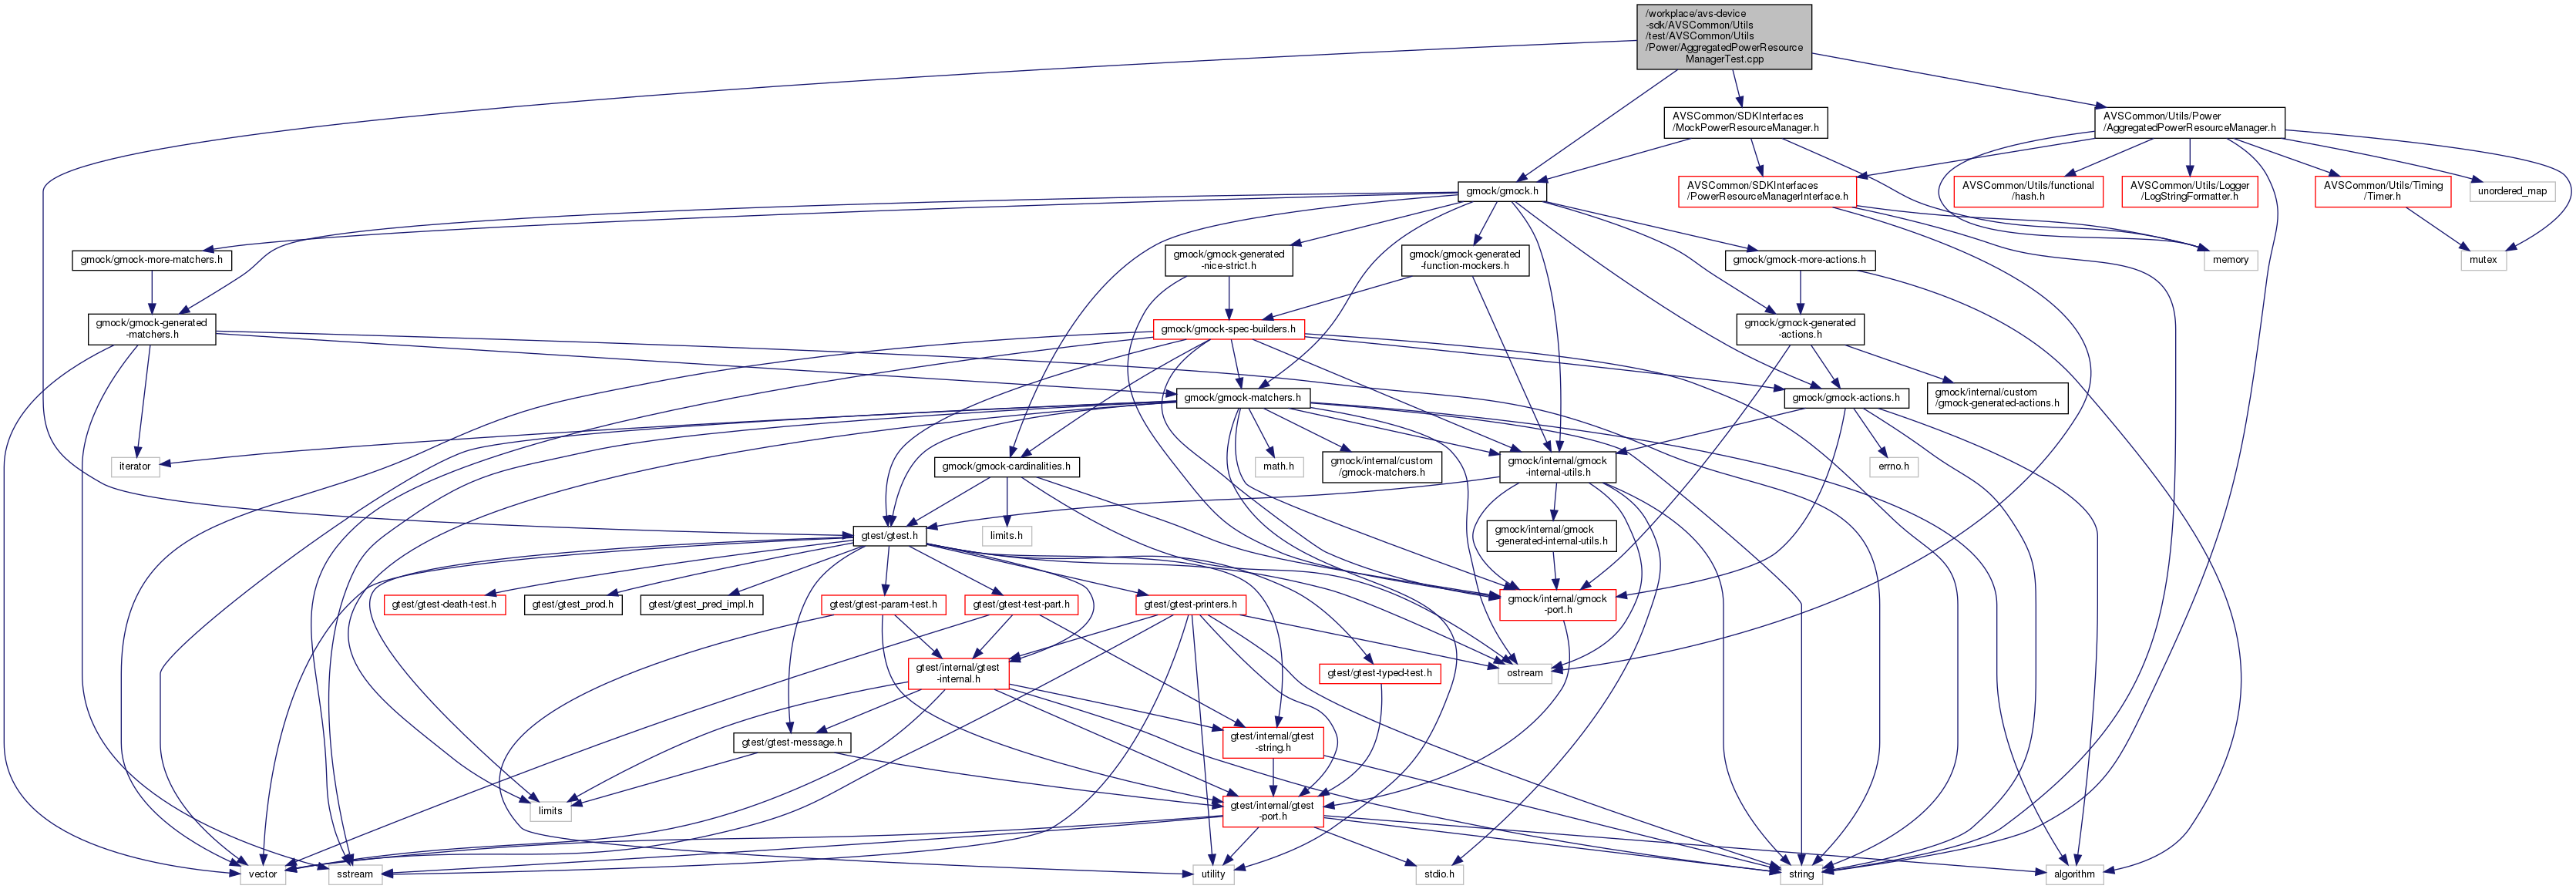 /workplace/avs-device
-sdk/AVSCommon/Utils
/test/AVSCommon/Utils
/Power/AggregatedPowerResource
ManagerTest.cpp
AVSCommon/SDKInterfaces
/MockPowerResourceManager.h
AVSCommon/Utils/Power
/AggregatedPowerResourceManager.h
gmock/gmock.h
AVSCommon/SDKInterfaces
/PowerResourceManagerInterface.h
AVSCommon/Utils/functional
/hash.h
AVSCommon/Utils/Logger
/LogStringFormatter.h
AVSCommon/Utils/Timing
/Timer.h
unordered_map
gmock/gmock-more-matchers.h
gmock/gmock-generated
-nice-strict.h
gmock/gmock-generated
-function-mockers.h
gmock/gmock-more-actions.h
memory
mutex
gmock/gmock-generated
-matchers.h
gmock/gmock-spec-builders.h
gmock/gmock-generated
-actions.h
gmock/gmock-matchers.h
gmock/gmock-actions.h
gmock/internal/custom
/gmock-generated-actions.h
iterator
gmock/gmock-cardinalities.h
math.h
gmock/internal/custom
/gmock-matchers.h
gmock/internal/gmock
-internal-utils.h
errno.h
gtest/gtest.h
limits.h
gmock/internal/gmock
-generated-internal-utils.h
gtest/gtest-death-test.h
gtest/gtest_prod.h
gtest/gtest_pred_impl.h
gtest/gtest-param-test.h
gtest/gtest-test-part.h
gtest/gtest-printers.h
gmock/internal/gmock
-port.h
gtest/internal/gtest
-internal.h
gtest/gtest-typed-test.h
ostream
gtest/gtest-message.h
gtest/internal/gtest
-string.h
limits
gtest/internal/gtest
-port.h
vector
sstream
utility
stdio.h
string
algorithm